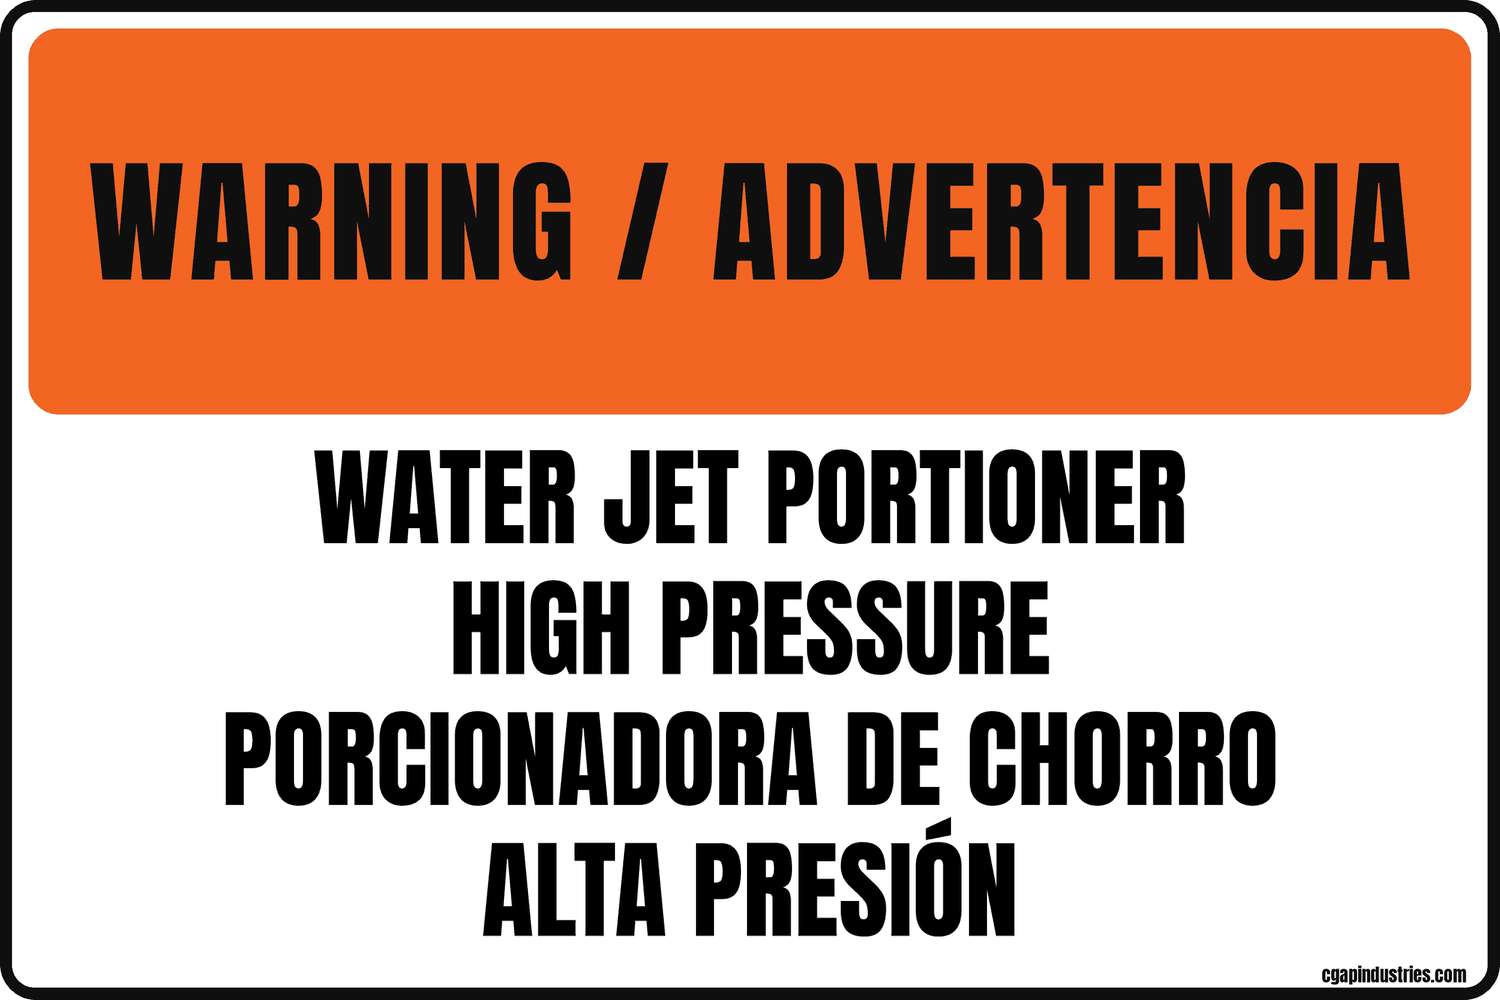 WARNING / ADVERTENCIA
WATER JET PORTIONER
HIGH PRESSURE
PORCIONADORA DE CHORRO
ALTA PRESIÓN
cgapindustries.com